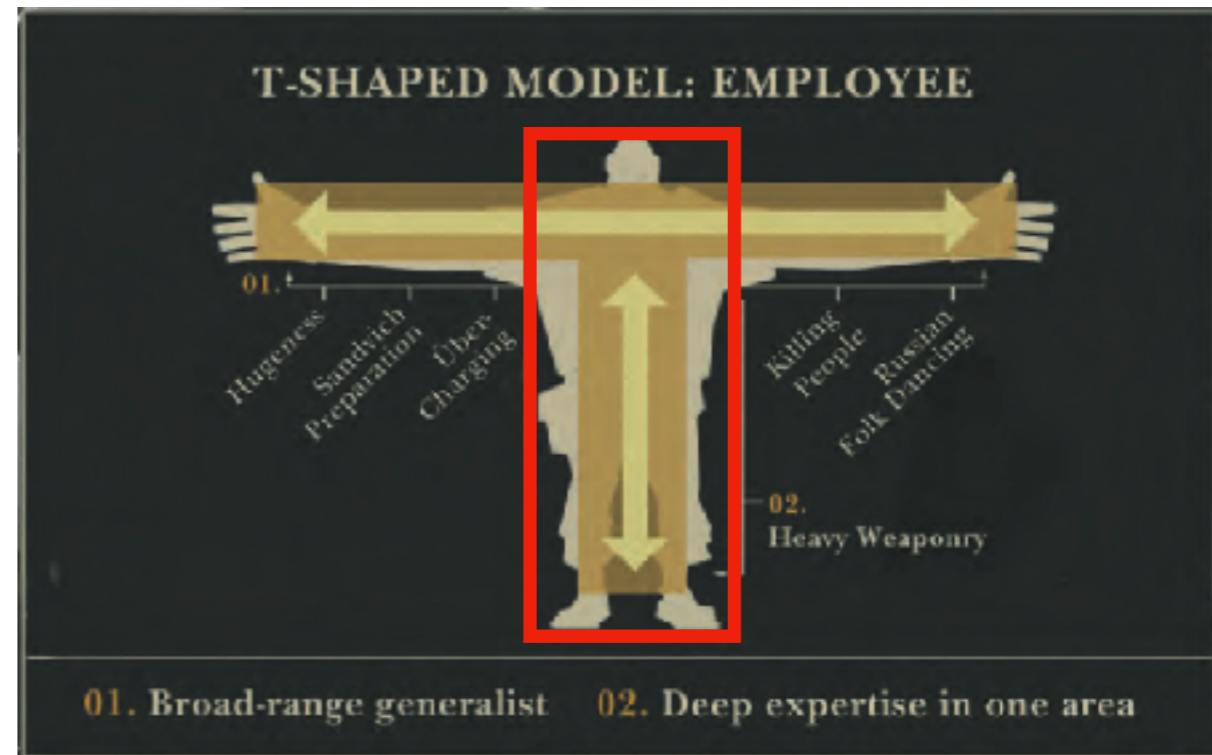 T-SHAPED MODEL: EMPLOYEE
01.
Hugeness
Sandvich
Preparation
Über-
Charging
Killing
People
Russian
Folk Dancing
02.
Heavy Weaponry
01. Broad-range generalist 02. Deep expertise in one area